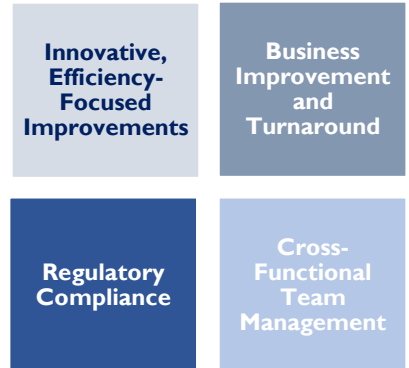 Innovative,
Efficiency-
Focused
Improvements
Business
Improvement
and
Turnaround
Regulatory
Compliance
Cross-
Functional
Team
Management